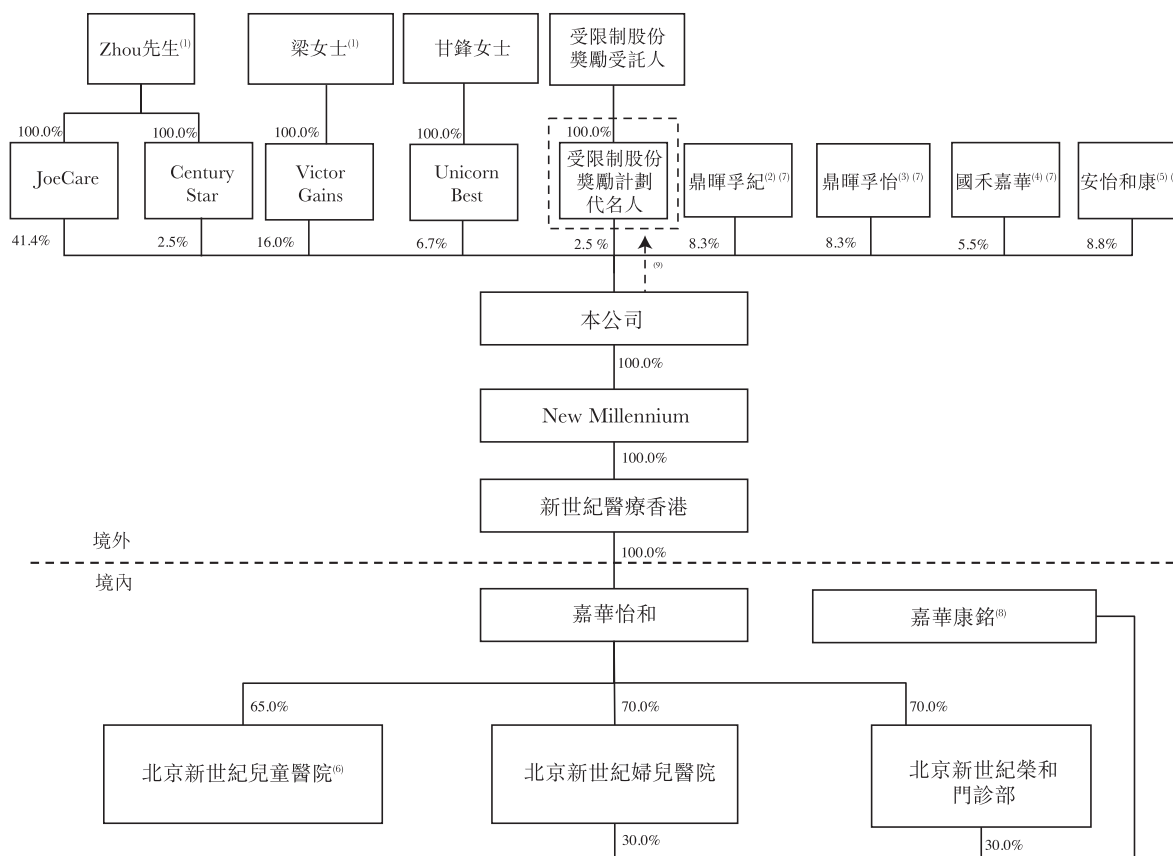 Zhou先生(1)
梁女士(1)
甘鋒女士
受限制股份
獎勵受託人
100.0%
100.0%
100.0%
100.0%
100.0%
JoeCare
Century
Star
Victor
Gains
Unicorn
Best
受限制股份
獎勵計劃
代名人
鼎暉孚紀(2) (7)
鼎暉孚怡(3) (7)
國禾嘉華(4) (7)
安怡和康(5) (
41.4%
2.5%
16.0%
6.7%
2.5 %
8.3%
8.3%
5.5%
8.8%
(9)
本公司
100.0%
New Millennium
100.0%
新世紀醫療香港
境外
100.0%
境內
嘉華怡和
嘉華康銘(8)
65.0%
70.0%
70.0%
北京新世紀兒童醫院(6)
北京新世紀婦兒醫院
北京新世紀榮和
門診部
30.0%
30.0%